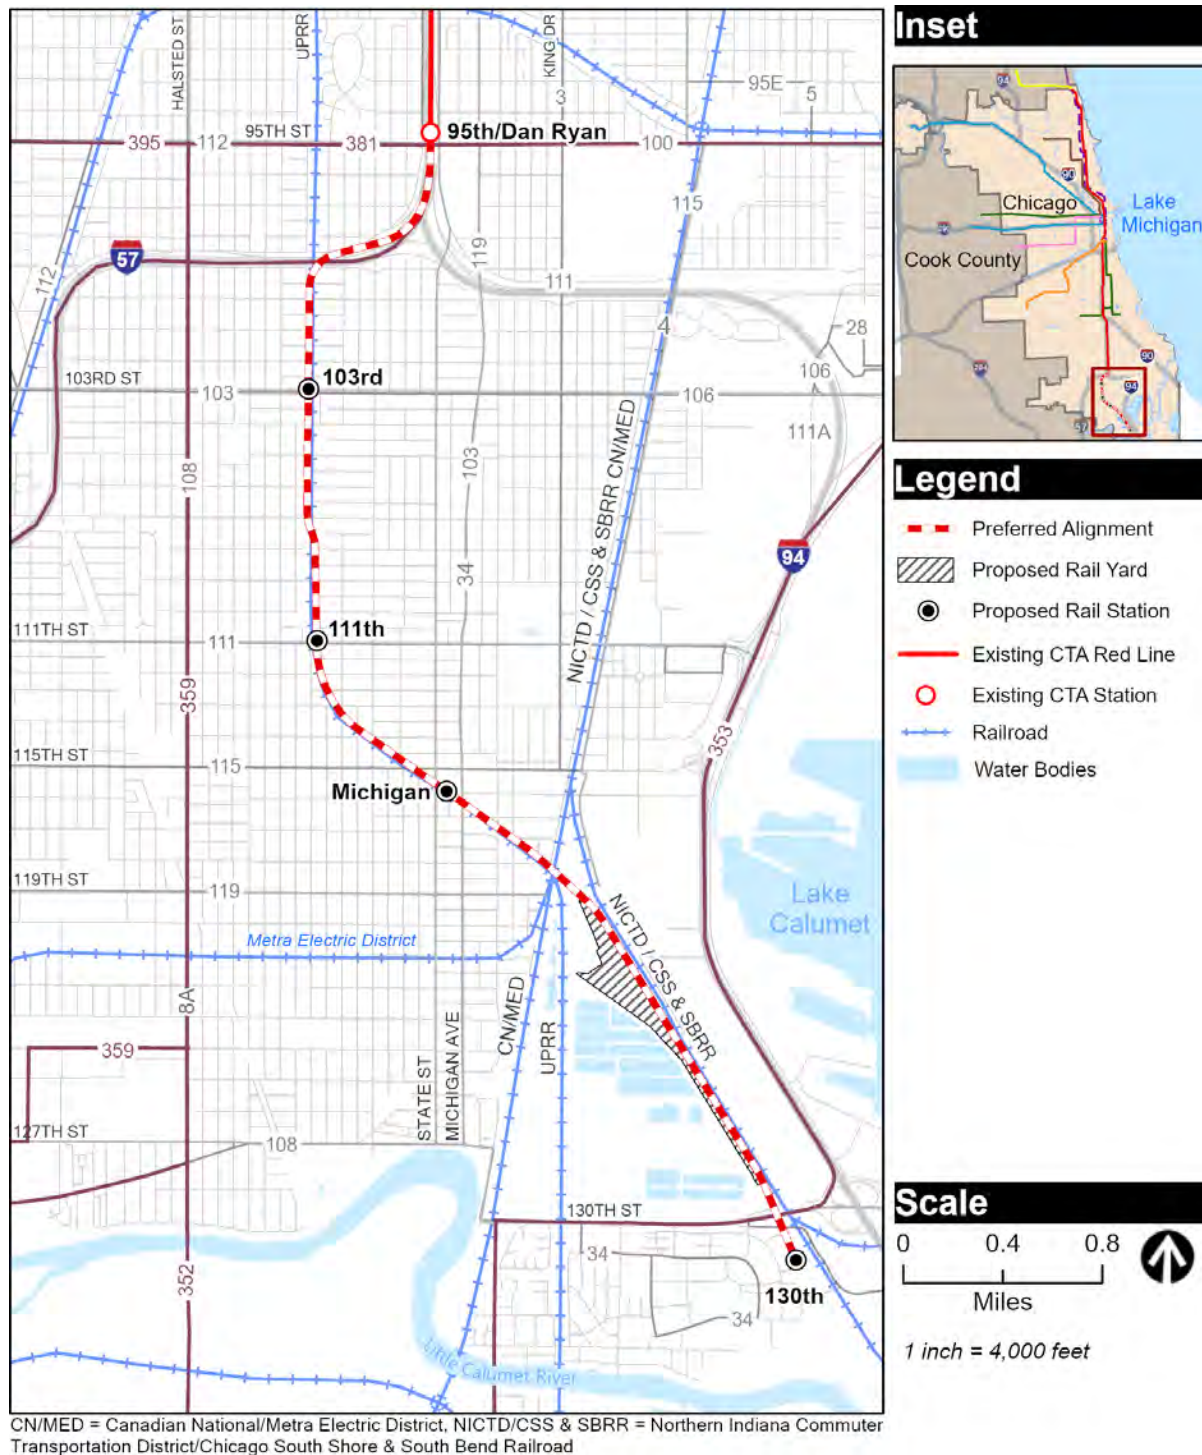 HALSTED ST
UPRR
KING DR
3
95E
5
95TH ST
95th/Dan Ryan
395
112
381
100
57
112
119
115
111
4
28
103RD ST
103rd
103
106
106
111A
108
103
34
NICTD / CSS & SBRR CN/MED
94
111TH ST
111th
111
359
353
115TH ST
115
Michigan
119TH ST
119
Lake
Calumet
Metra Electric District
NICTD / CSS & SBRR
8A
CN/MED
UPRR
359
STATE ST
MICHIGAN AVE
127TH ST
108
130TH ST
34
352
130th
34
Little Calumet River
CN/MED = Canadian National/Metra Electric District, NICTD/CSS & SBRR = Northern Indiana Commuter
Transportation District/Chicago South Shore & South Bend Railroad
Inset
94
90
Chicago
Lake
Michigan
Cook County
90
94
57
Legend
Preferred Alignment
Proposed Rail Yard
Proposed Rail Station
Existing CTA Red Line
Existing CTA Station
Railroad
Water Bodies
Scale
0 0.4 0.8
Miles
1 inch = 4,000 feet